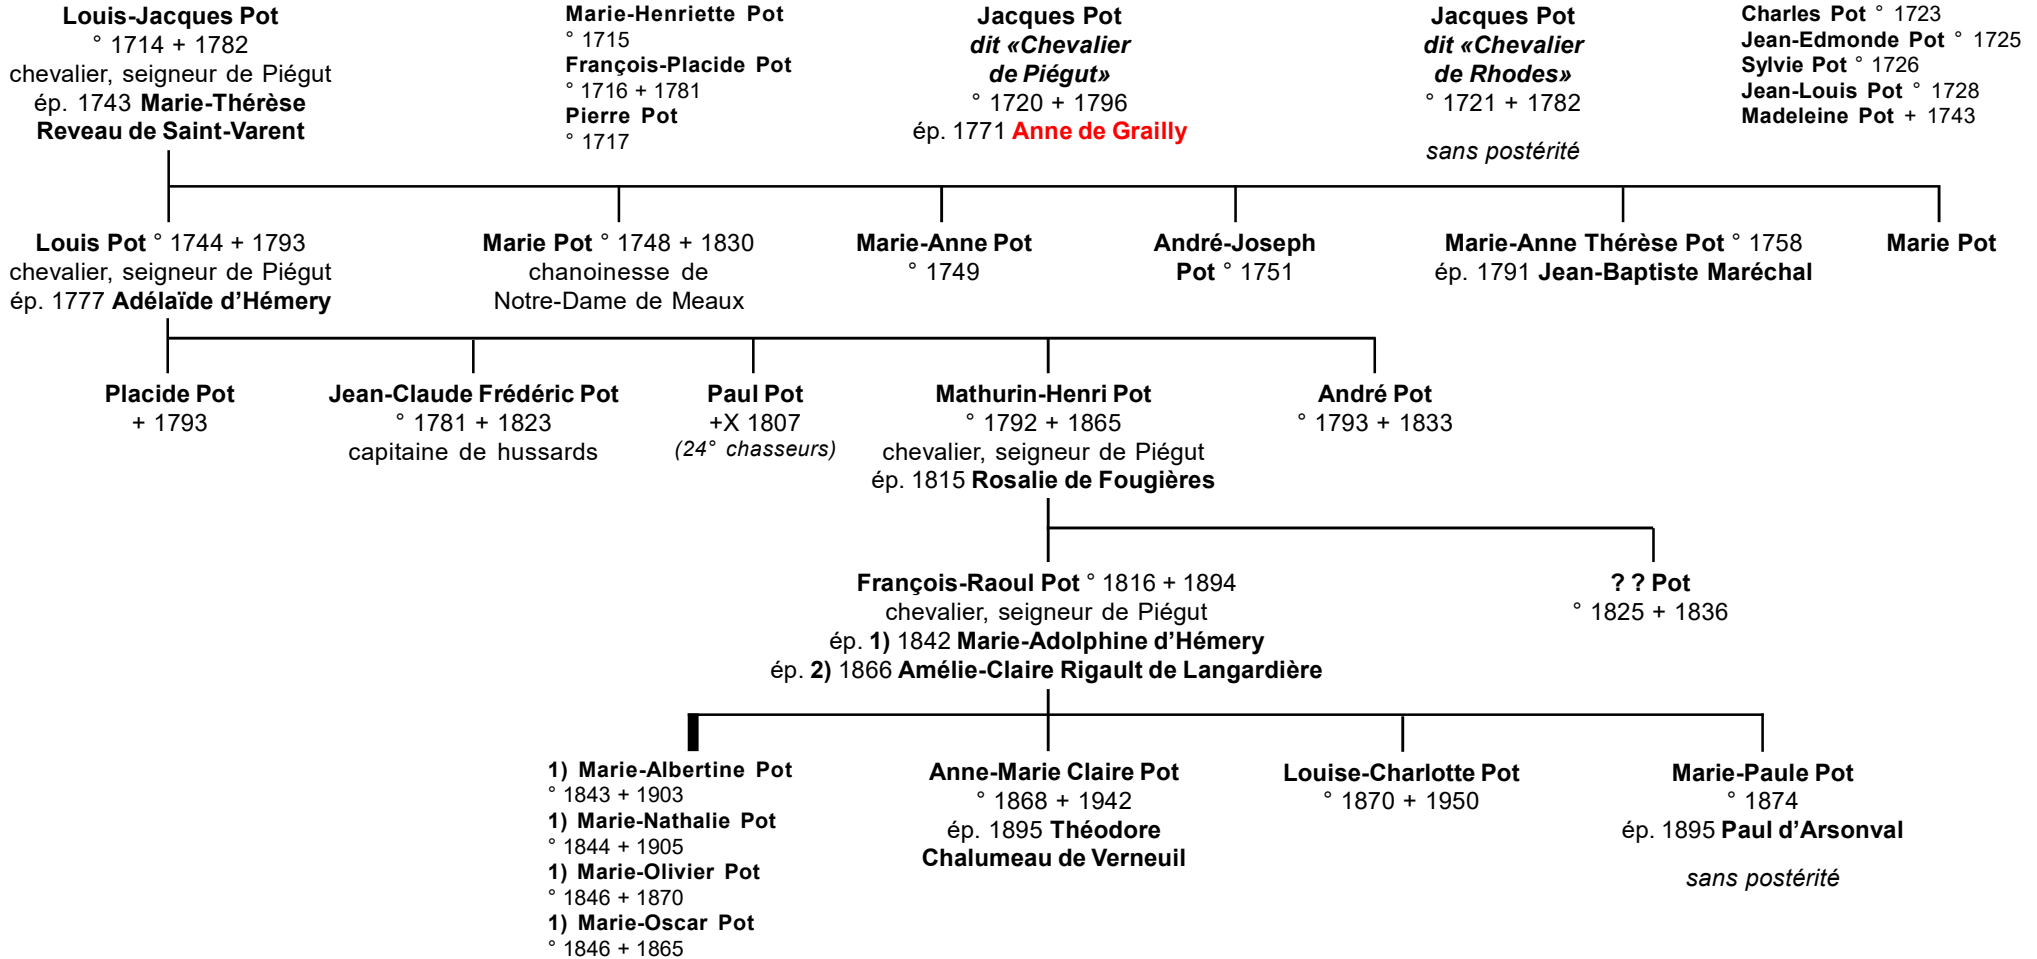 Louis-Jacques Pot
° 1714 + 1782
chevalier, seigneur de Piégut
ép. 1743 Marie-Thérèse
Reveau de Saint-Varent
Marie-Henriette Pot
° 1715
François-Placide Pot
° 1716 + 1781
Pierre Pot
° 1717
Jacques Pot
dit «Chevalier
de Piégut»
° 1720 + 1796
ép. 1771 Anne de Grailly
Jacques Pot
dit «Chevalier
de Rhodes»
° 1721 + 1782
sans postérité
Charles Pot ° 1723
Jean-Edmonde Pot ° 1725
Sylvie Pot ° 1726
Jean-Louis Pot ° 1728
Madeleine Pot + 1743
Louis Pot ° 1744 + 1793
chevalier, seigneur de Piégut
ép. 1777 Adélaïde d'Hémery
Marie Pot ° 1748 + 1830
chanoinesse de
Notre-Dame de Meaux
Marie-Anne Pot
° 1749
André-Joseph
Pot ° 1751
Marie-Anne Thérèse Pot ° 1758
ép. 1791 Jean-Baptiste Maréchal
Marie Pot
Placide Pot
+ 1793
Jean-Claude Frédéric Pot
° 1781 + 1823
capitaine de hussards
Paul Pot
+X 1807
(24° chasseurs)
Mathurin-Henri Pot
° 1792 + 1865
chevalier, seigneur de Piégut
ép. 1815 Rosalie de Fougières
André Pot
° 1793 + 1833
François-Raoul Pot ° 1816 + 1894
chevalier, seigneur de Piégut
ép. 1) 1842 Marie-Adolphine d'Hémery
ép. 2) 1866 Amélie-Claire Rigault de Langardière
? ? Pot
° 1825 + 1836
1) Marie-Albertine Pot
° 1843 + 1903
1) Marie-Nathalie Pot
° 1844 + 1905
1) Marie-Olivier Pot
° 1846 + 1870
1) Marie-Oscar Pot
° 1846 + 1865
Anne-Marie Claire Pot
° 1868 + 1942
ép. 1895 Théodore
Chalumeau de Verneuil
Louise-Charlotte Pot
° 1870 + 1950
Marie-Paule Pot
° 1874
ép. 1895 Paul d'Arsonval
sans postérité